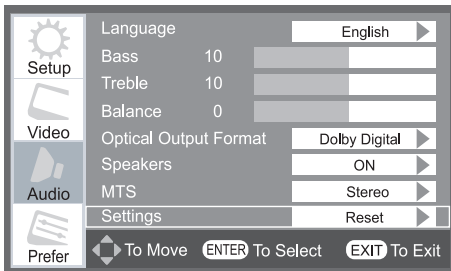 Setup
Video
Audio
Prefer
Language English
Bass 10
Treble 10
Balance 0
Optical Output Format Dolby Digital
Speakers ON
MTS Stereo
Settings Reset
To Move ENTER To Select EXIT To Exit